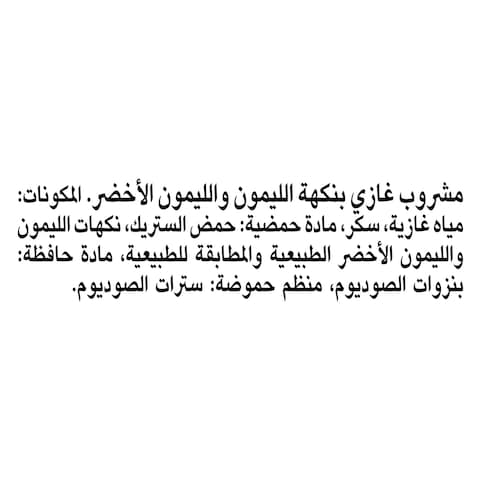 مشروب غازي بنكهة الليمون والليمون الأخضر. المكونات:
مياه غازية، سكر، مادة حمضية: حمض الستريك، نكهات الليمون
والليمون الأخضر الطبيعية والمطابقة للطبيعية، مادة حافظة:
بنزوات الصوديوم، منظم حموضة: سترات الصوديوم.